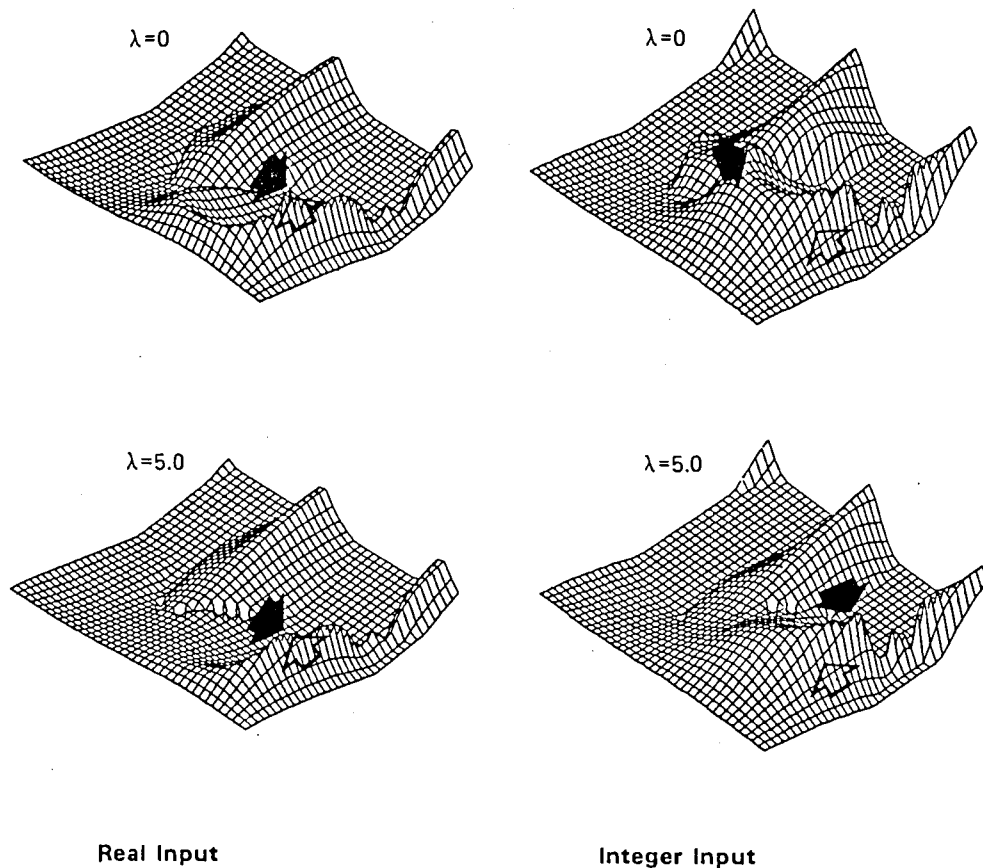 λ=0
λ=0
λ=5.0
λ=5.0
Real Input
Integer Input